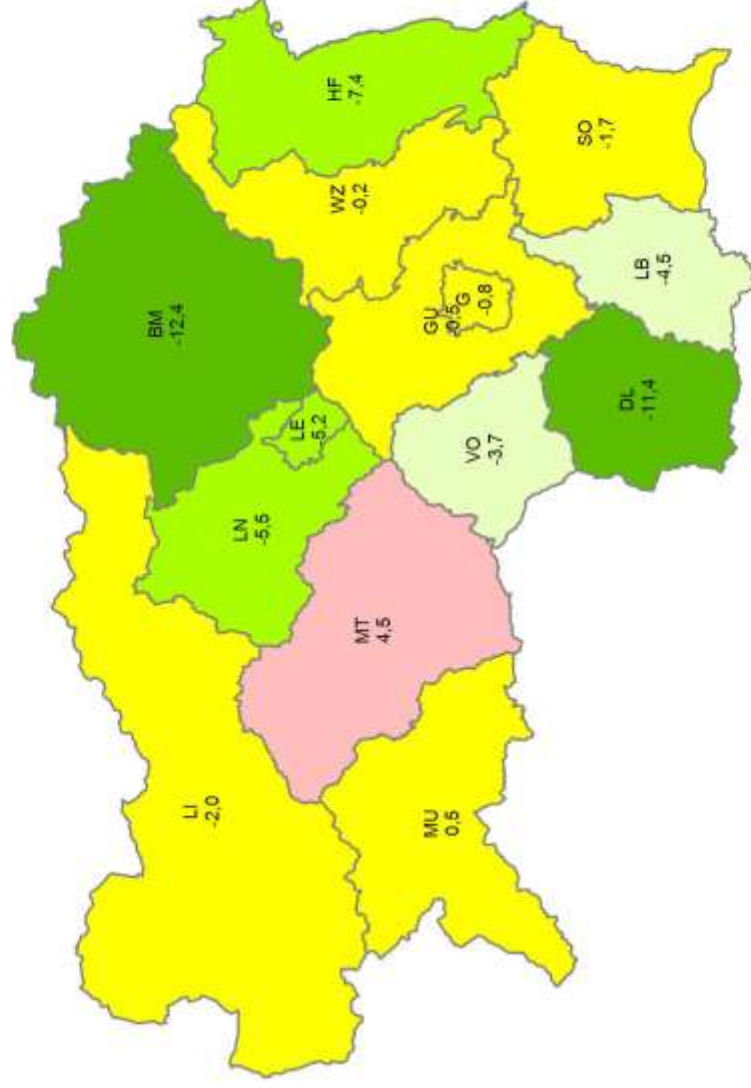 BM
-12,4
LI
-2,0
LN
-5,5
LE
-5,2
WZ
-0,2
HF
-7,4
MT
4,5
MU
0,5
GU
-0,5
G
-0,8
VO
-3,7
SO
-1,7
DL
-11,4
LB
-4,5